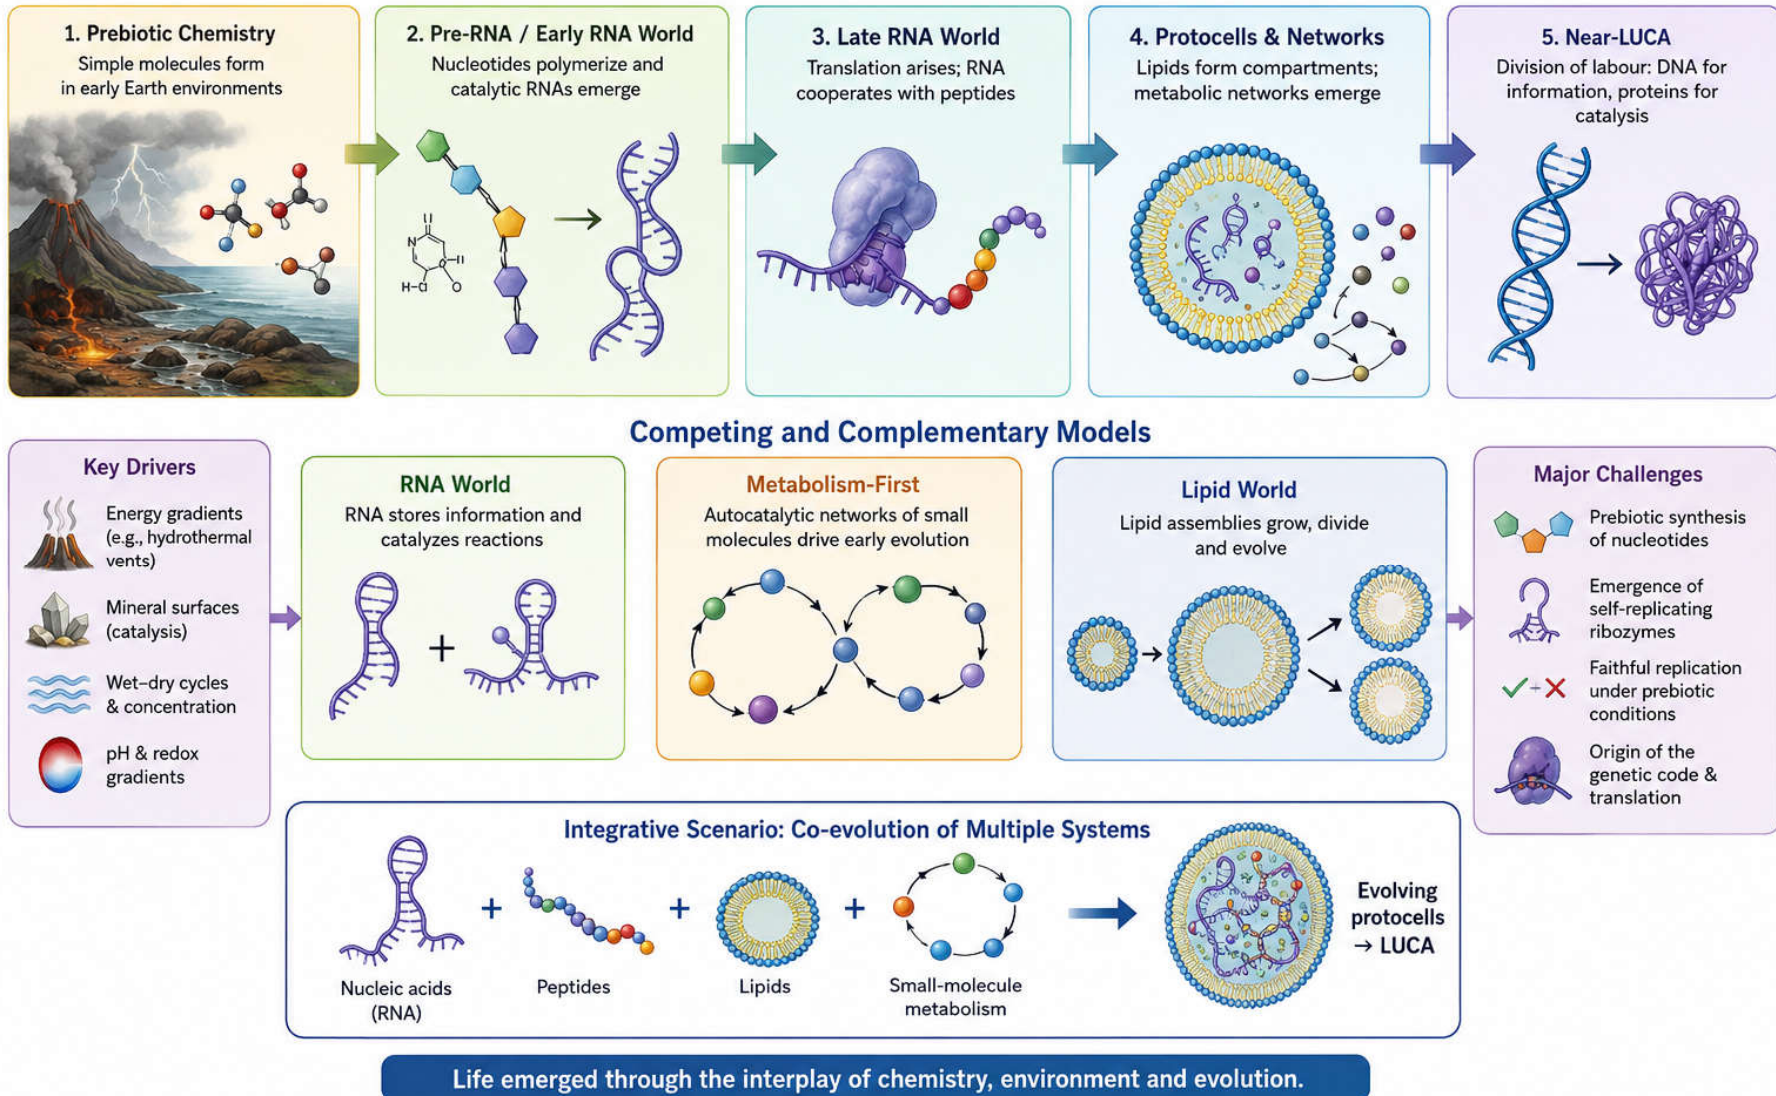 1. Prebiotic Chemistry
Simple molecules form
in early Earth environments
2. Pre-RNA / Early RNA World
Nucleotides polymerize and
catalytic RNAs emerge
N
H
O
3. Late RNA World
Translation arises; RNA
cooperates with peptides
4. Protocells & Networks
Lipids form compartments;
metabolic networks emerge
5. Near-LUCA
Division of labour: DNA for
information, proteins for
catalysis
Competing and Complementary Models
Key Drivers
Energy gradients
(e.g., hydrothermal
vents)
Mineral surfaces
(catalysis)
Wet–dry cycles
& concentration
pH & redox
gradients
RNA World
RNA stores information and
catalyzes reactions
+
Metabolism-First
Autocatalytic networks of small
molecules drive early evolution
Lipid World
Lipid assemblies grow, divide
and evolve
Major Challenges
Prebiotic synthesis
of nucleotides
Emergence of
self-replicating
ribozymes
Faithful replication
under prebiotic
conditions
Origin of the
genetic code &
translation
Integrative Scenario: Co-evolution of Multiple Systems
+ + +
Nucleic acids
(RNA)
Peptides
Lipids
Small-molecule
metabolism
Evolving
protocells
→ LUCA
Life emerged through the interplay of chemistry, environment and evolution.